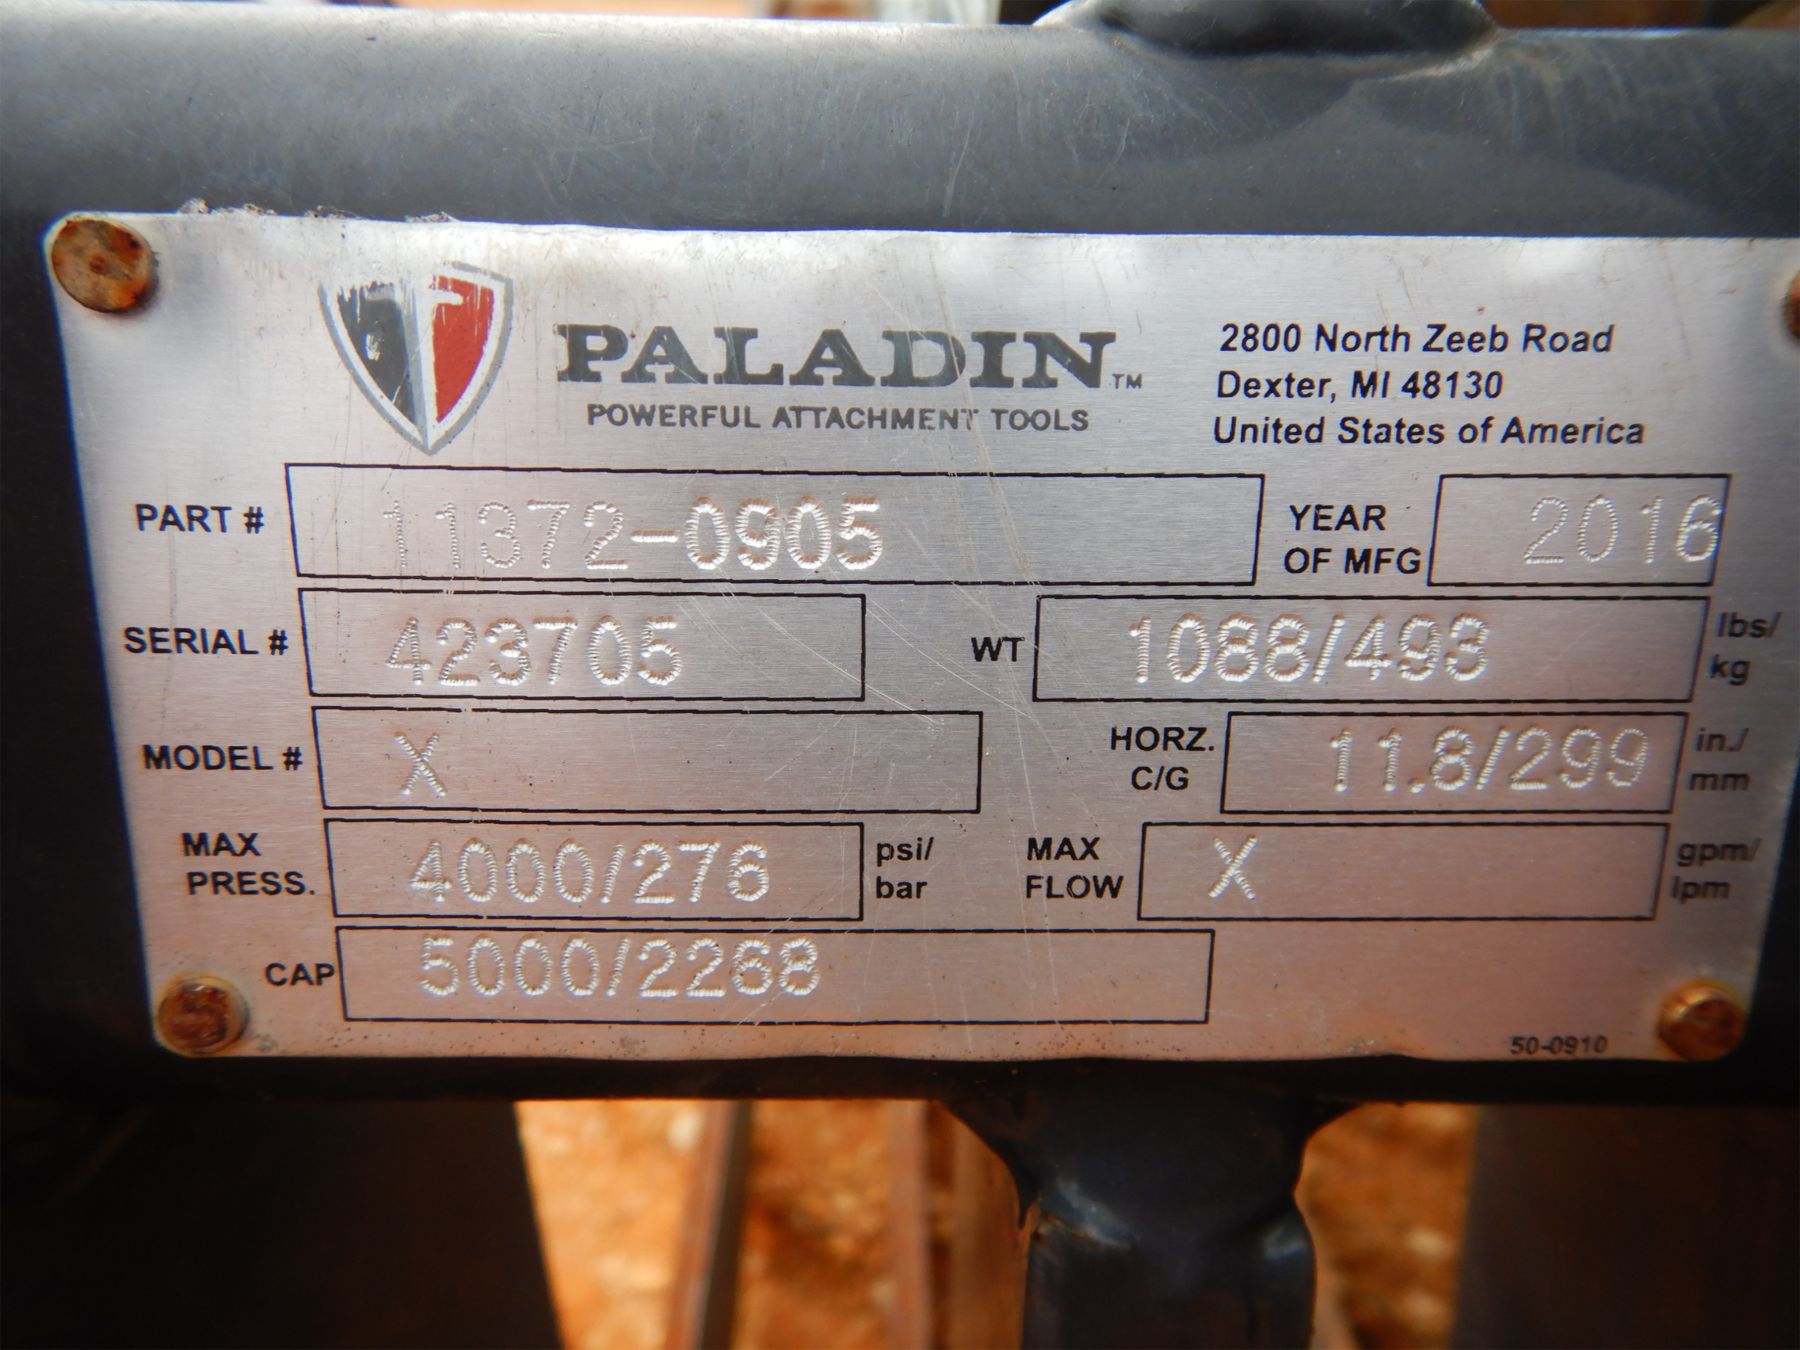 PALADIN™
POWERFUL ATTACHMENT TOOLS
2800 North Zeeb Road
Dexter, MI 48130
United States of America
PART # 11372-0905
YEAR OF MFG 2016
SERIAL # 423705
WT 1088/493 lbs/kg
MODEL # X
HORZ. C/G 11.8/299 in./mm
MAX PRESS. 4000/276 psi/bar
MAX FLOW X gpm/lpm
CAP 5000/2268
50-0910